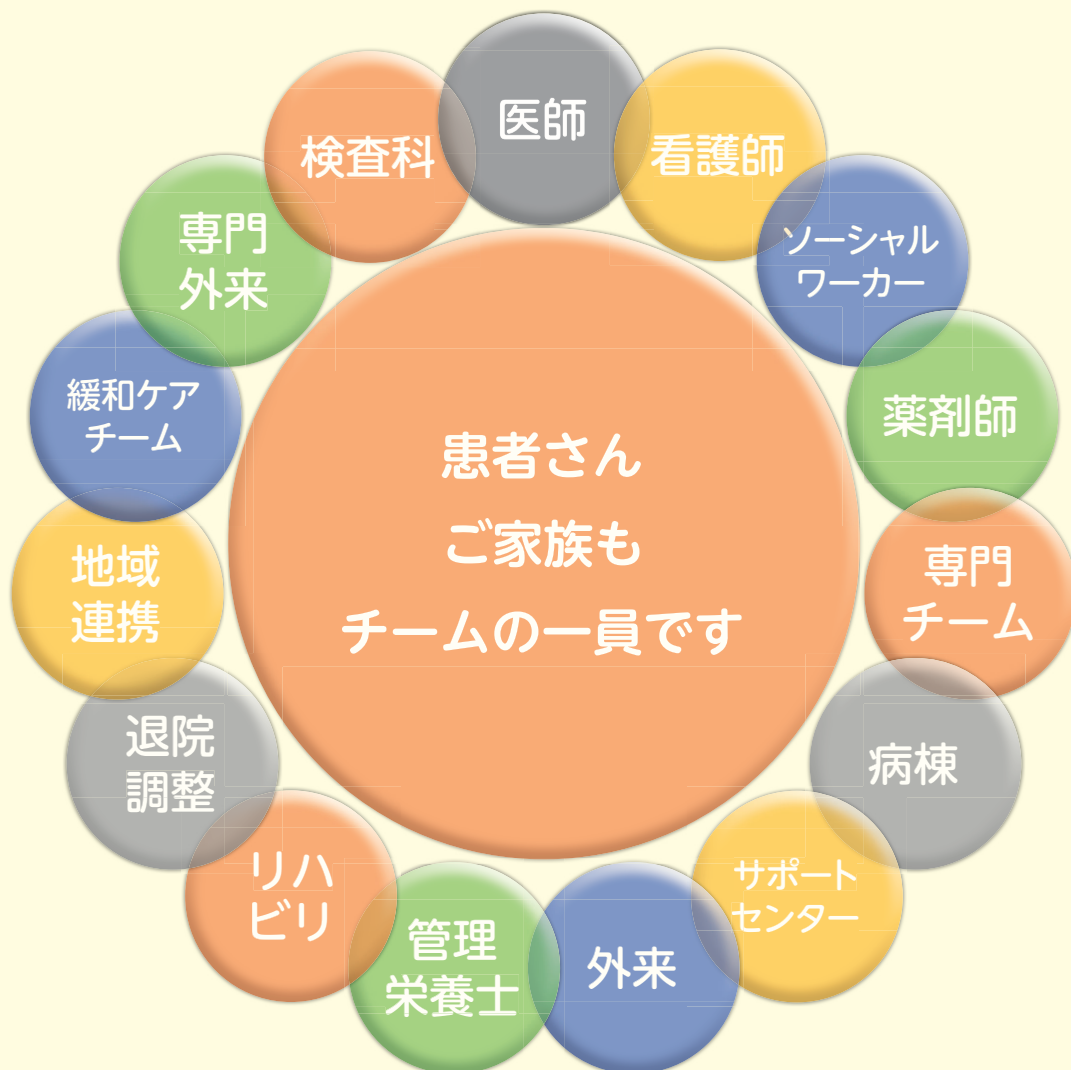 医師
看護師
ソーシャル
ワーカー
薬剤師
専門
チーム
病棟
サポート
センター
外来
管理
栄養士
リハ
ビリ
退院
調整
地域
連携
緩和ケア
チーム
専門
外来
検査科
患者さん
ご家族も
チームの一員です